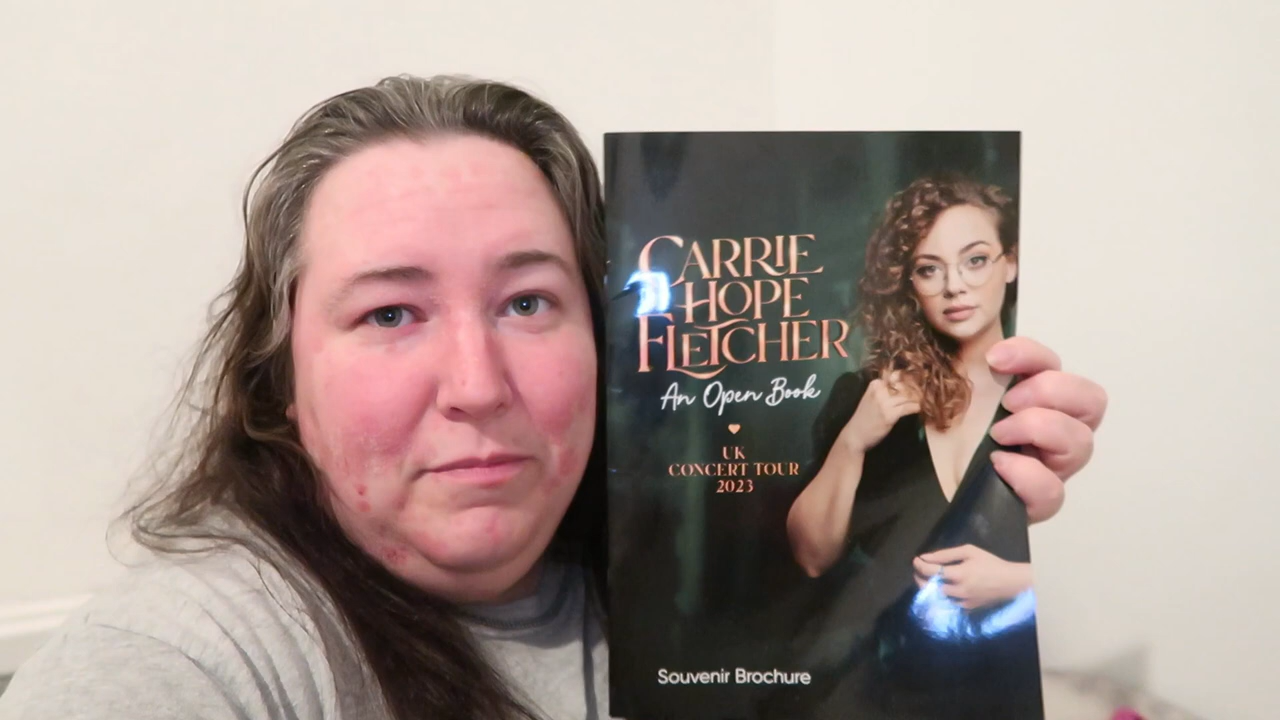 CARRIE
HOPE
FLETCHER
An Open Book
UK
CONCERT TOUR
2023
Souvenir Brochure